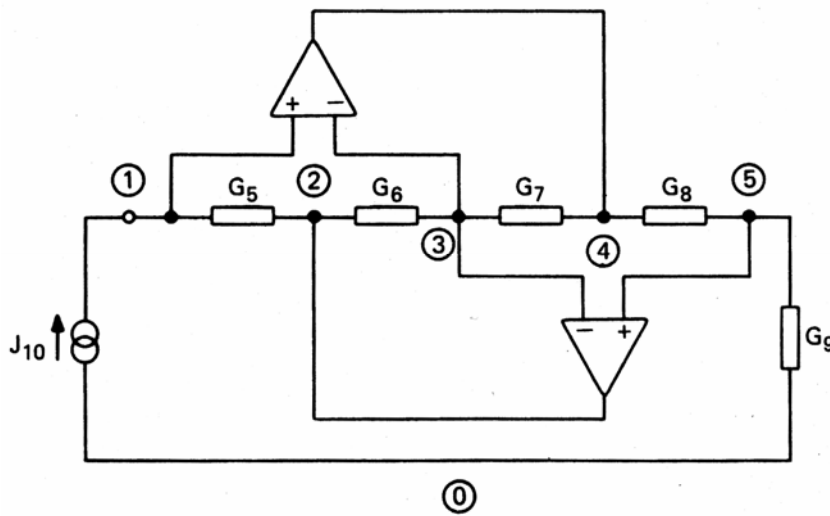 + −
① ② ⑤
G5 G6 G7 G8
③ ④
− +
J10 G9
⓪